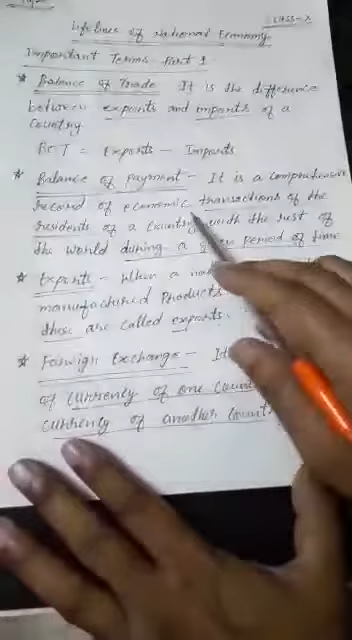 Lifelines of National Economy
CLASS-X
Important Terms Part 1
* Balance of Trade It is the difference
between exports and imports of a
Country.
BOT = Exports - Imports
* Balance of payment - It is a comprehensive
record of economic transactions of the
residents of a country with the rest of
the world during a given period of time
* Exports - When a
manufactured Products
these are called exports.
* Foreign Exchange - It
of currency of one Coun
currency of another Count